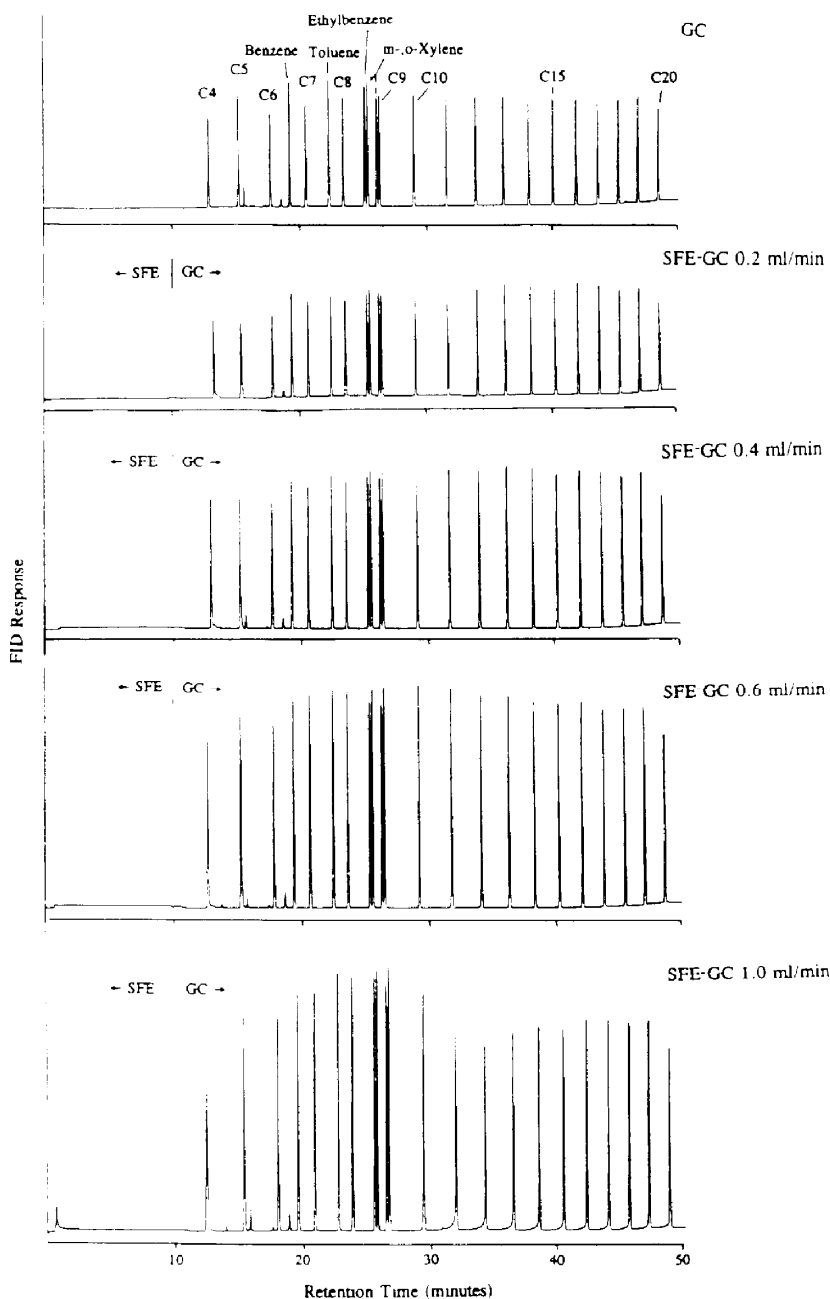 GC
Ethylbenzene
m-,o-Xylene
Benzene Toluene
C4 C5 C6 C7 C8 C9 C10 C15 C20
SFE-GC 0.2 ml/min
← SFE GC →
SFE-GC 0.4 ml/min
← SFE GC →
FID Response
SFE GC 0.6 ml/min
← SFE GC →
SFE-GC 1.0 ml/min
← SFE GC →
10 20 30 40 50
Retention Time (minutes)